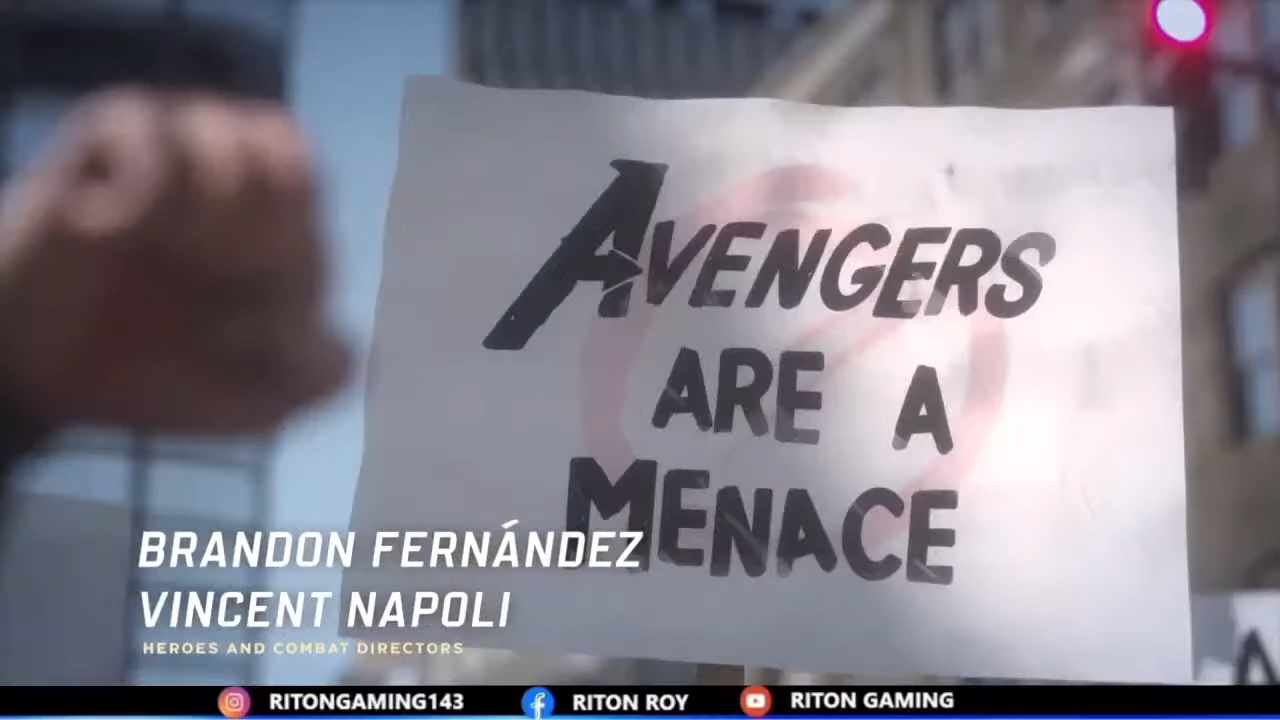 AVENGERS
ARE A
MENACE
BRANDON FERNÁNDEZ
VINCENT NAPOLI
HEROES AND COMBAT DIRECTORS
RITONGAMING143 RITON ROY RITON GAMING